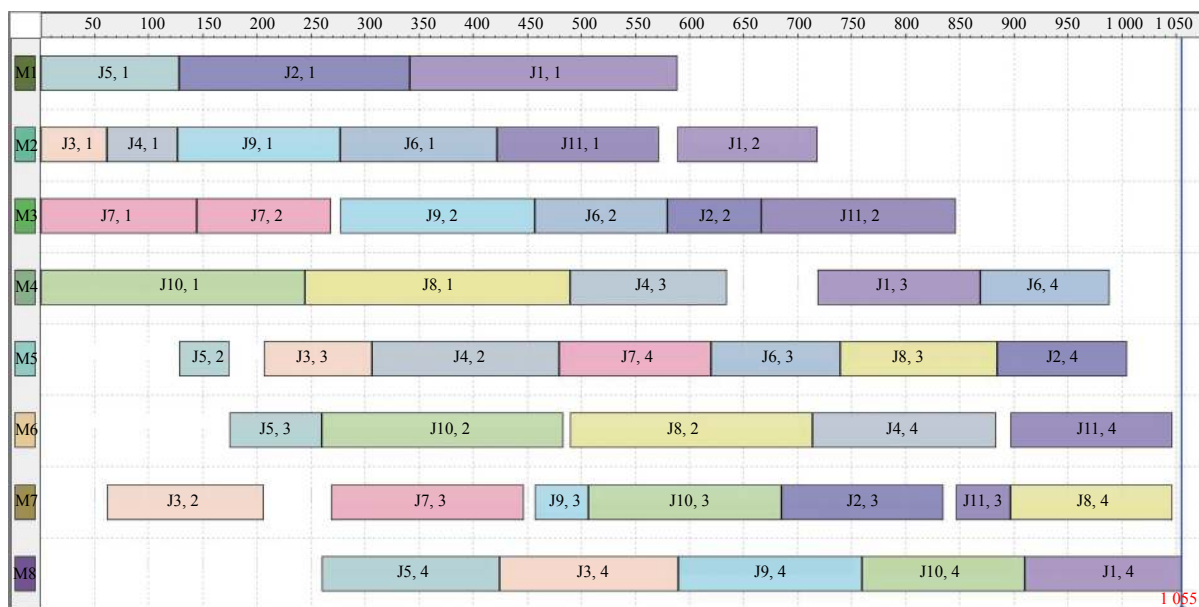 50 100 150 200 250 300 350 400 450 500 550 600 650 700 750 800 850 900 950 1 000 1 050
M1 J5, 1 J2, 1 J1, 1
M2 J3, 1 J4, 1 J9, 1 J6, 1 J11, 1 J1, 2
M3 J7, 1 J7, 2 J9, 2 J6, 2 J2, 2 J11, 2
M4 J10, 1 J8, 1 J4, 3 J1, 3 J6, 4
M5 J5, 2 J3, 3 J4, 2 J7, 4 J6, 3 J8, 3 J2, 4
M6 J5, 3 J10, 2 J8, 2 J4, 4 J11, 4
M7 J3, 2 J7, 3 J9, 3 J10, 3 J2, 3 J11, 3 J8, 4
M8 J5, 4 J3, 4 J9, 4 J10, 4 J1, 4
1 055